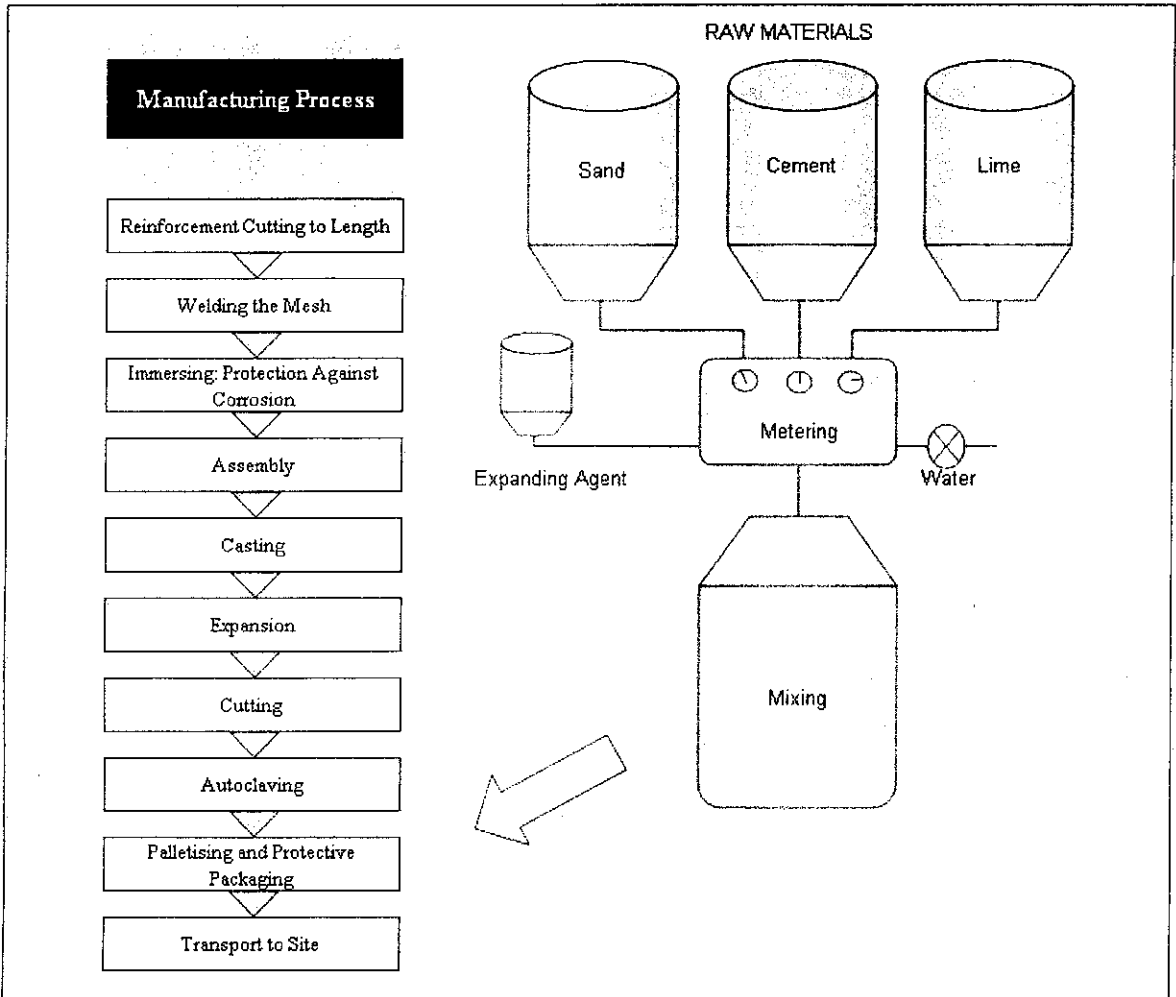 Manufacturing Process
Reinforcement Cutting to Length
Welding the Mesh
Immersing: Protection Against
Corrosion
Assembly
Casting
Expansion
Cutting
Autoclaving
Palletising and Protective
Packaging
Transport to Site
RAW MATERIALS
Sand
Cement
Lime
Metering
Expanding Agent
Water
Mixing